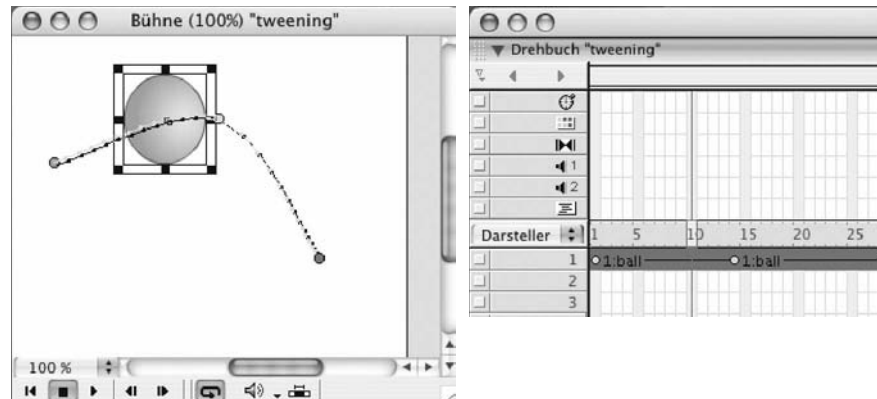 Bühne (100%) "tweening"
100 %
Drehbuch "tweening"
1
2
Darsteller 1 5 10 15 20 25
1 1:ball 1:ball
2
3